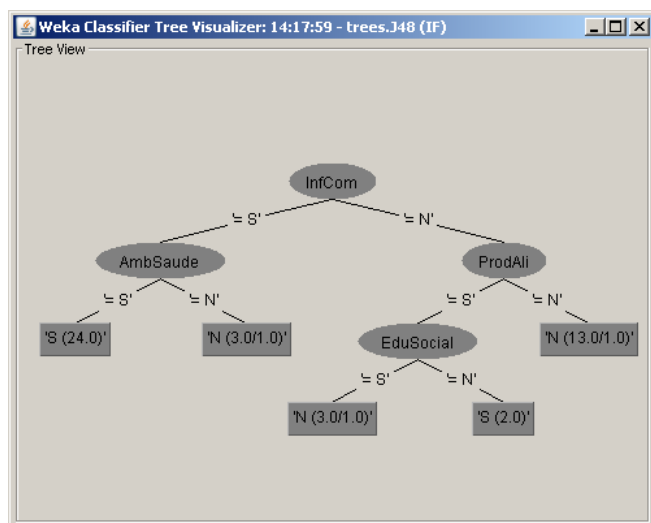 Weka Classifier Tree Visualizer: 14:17:59 - trees.J48 (IF)
Tree View
InfCom
'= S'
'= N'
AmbSaude
ProdAli
'= S'
'= N'
'= S'
'= N'
'S (24.0)'
'N (3.0/1.0)'
EduSocial
'N (13.0/1.0)'
'= S'
'= N'
'N (3.0/1.0)'
'S (2.0)'